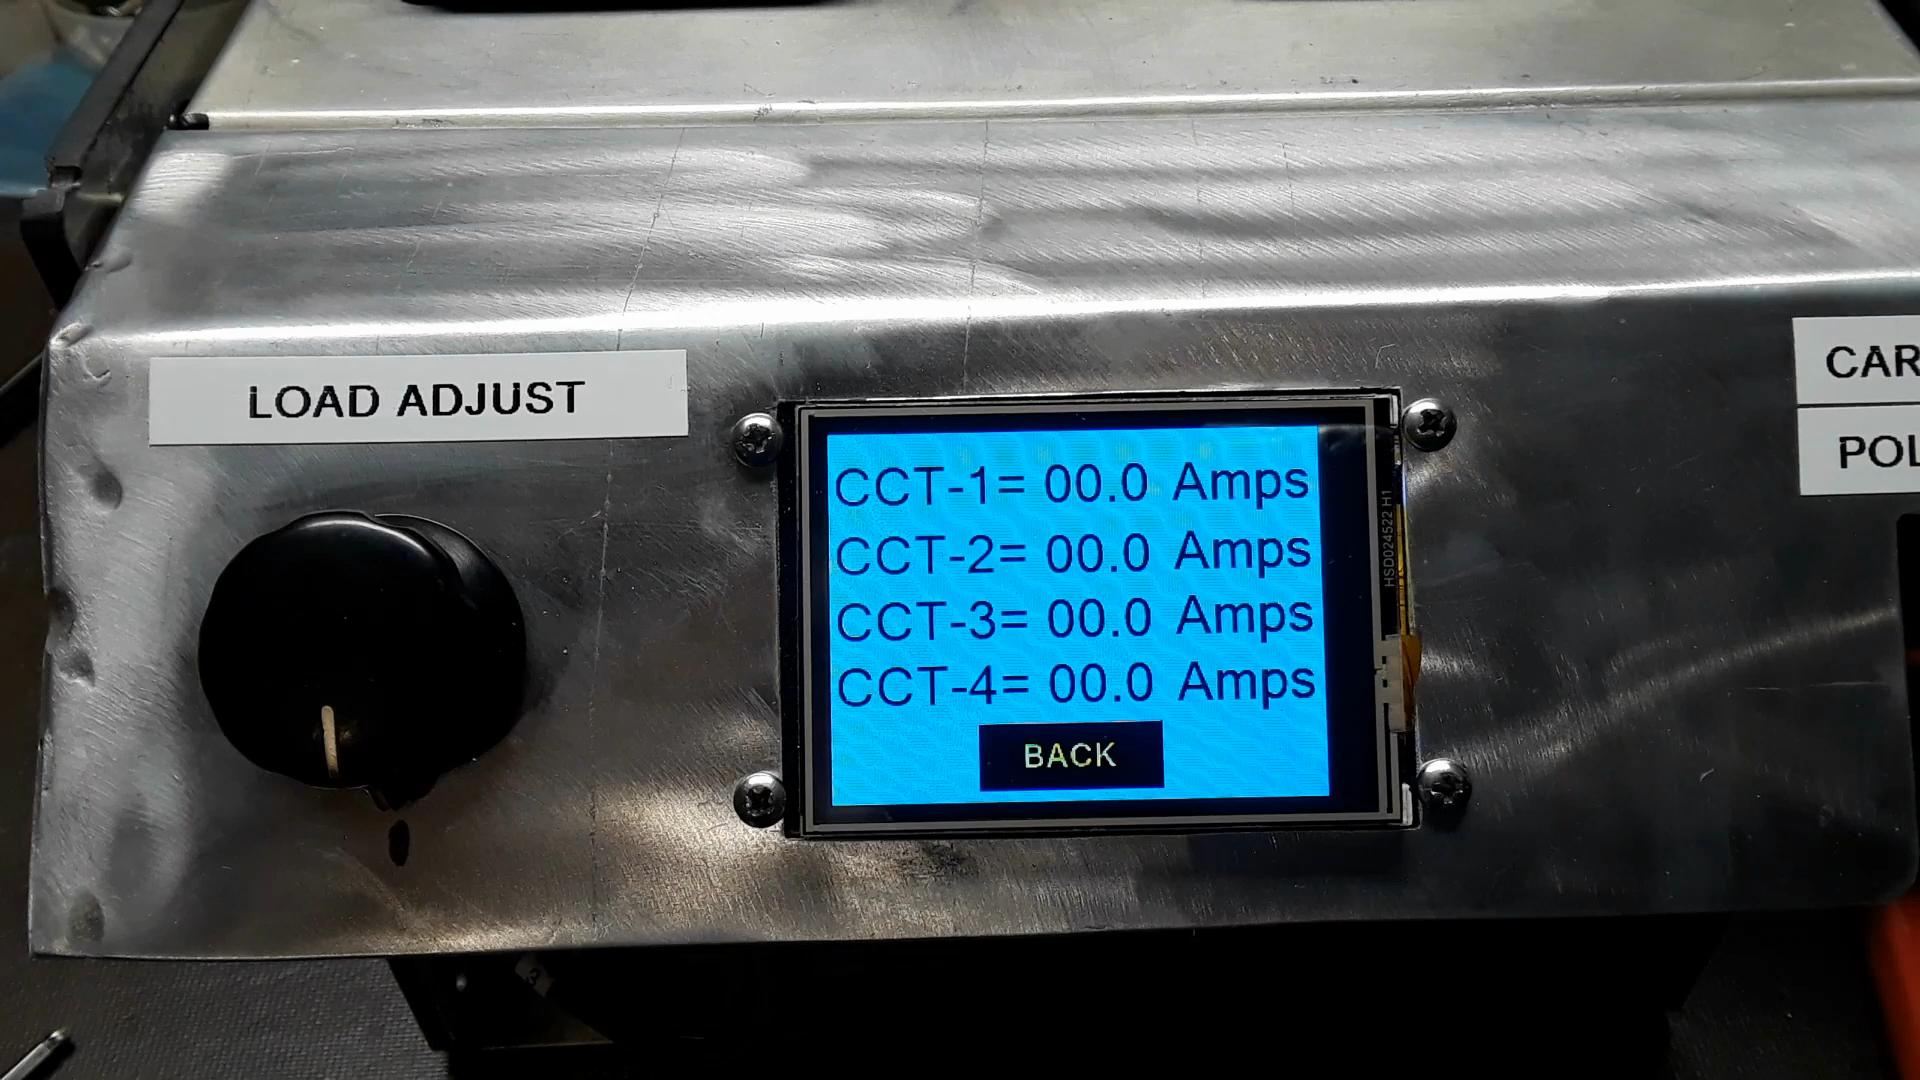 LOAD ADJUST
CAR
POL
CCT-1= 00.0 Amps
CCT-2= 00.0 Amps
CCT-3= 00.0 Amps
CCT-4= 00.0 Amps
BACK
HSD024522 H1
3